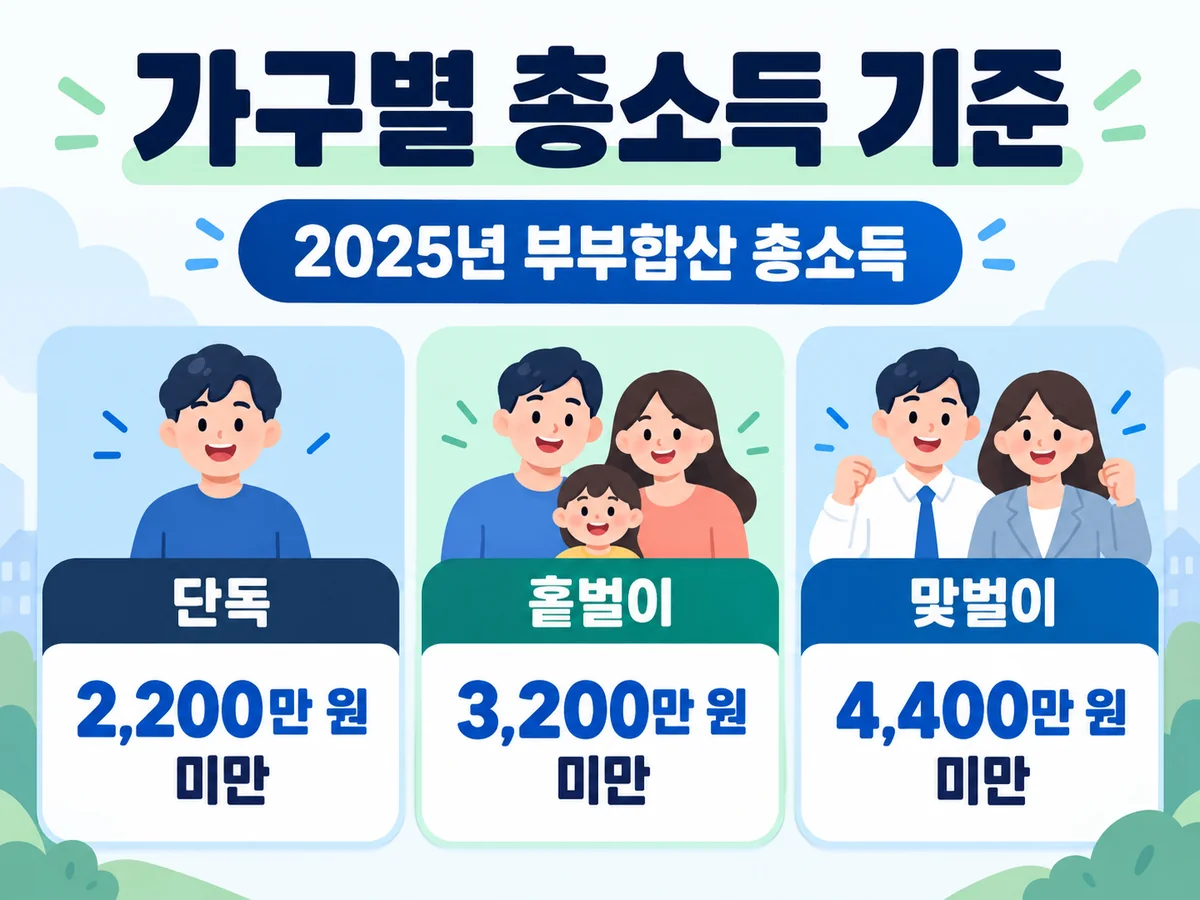 가구별 총소득 기준
2025년 부부합산 총소득
단독
2,200만 원
미만
홑벌이
3,200만 원
미만
맞벌이
4,400만 원
미만